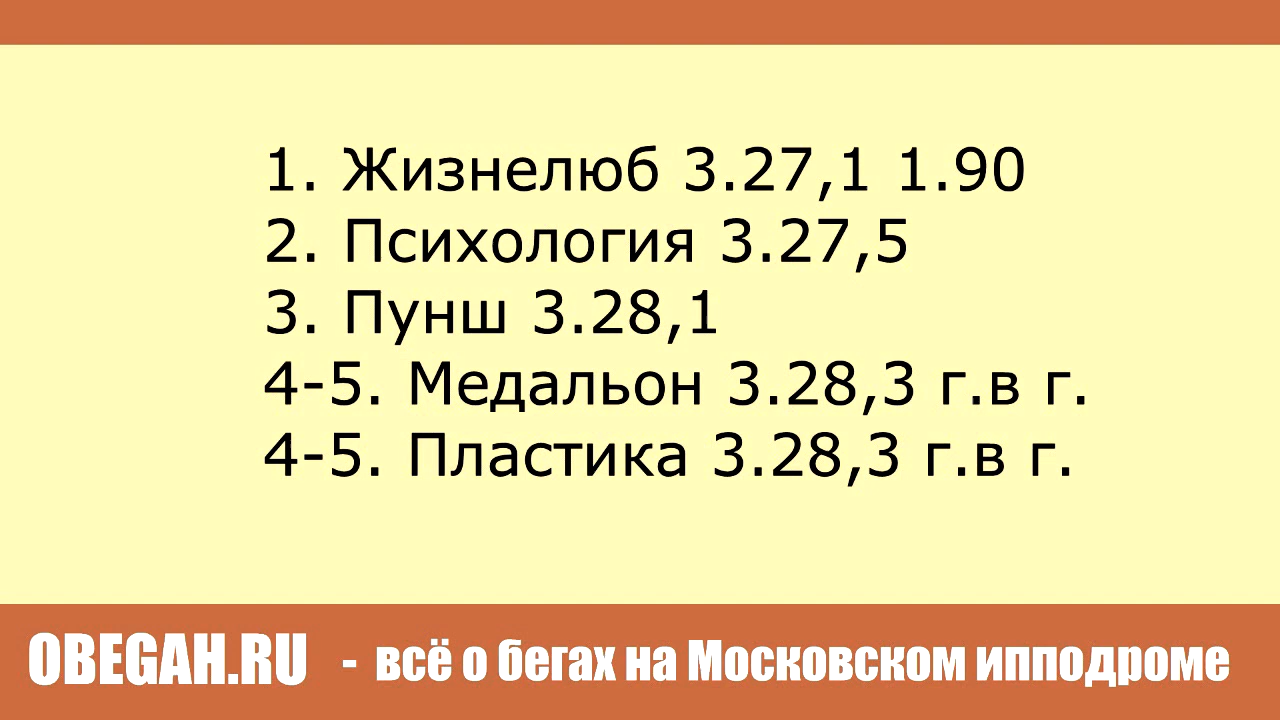 1. Жизнелюб 3.27,1 1.90
2. Психология 3.27,5
3. Пунш 3.28,1
4-5. Медальон 3.28,3 г.в г.
4-5. Пластика 3.28,3 г.в г.
OBEGAH.RU - всё о бегах на Московском ипподроме